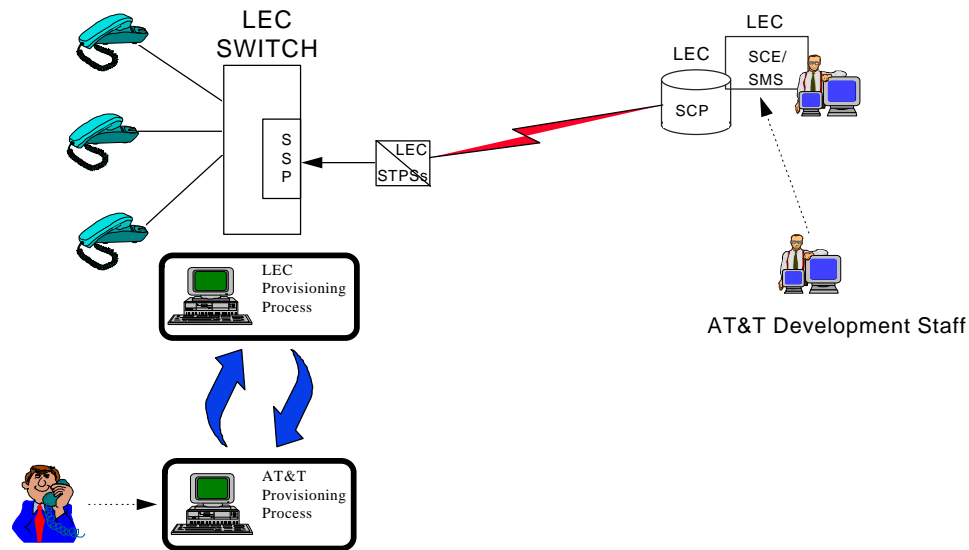 LEC
SWITCH
LEC
LEC
SCE/
SMS
SCP
S
S
P
LEC
STPSs
LEC
Provisioning
Process
AT&T Development Staff
AT&T
Provisioning
Process